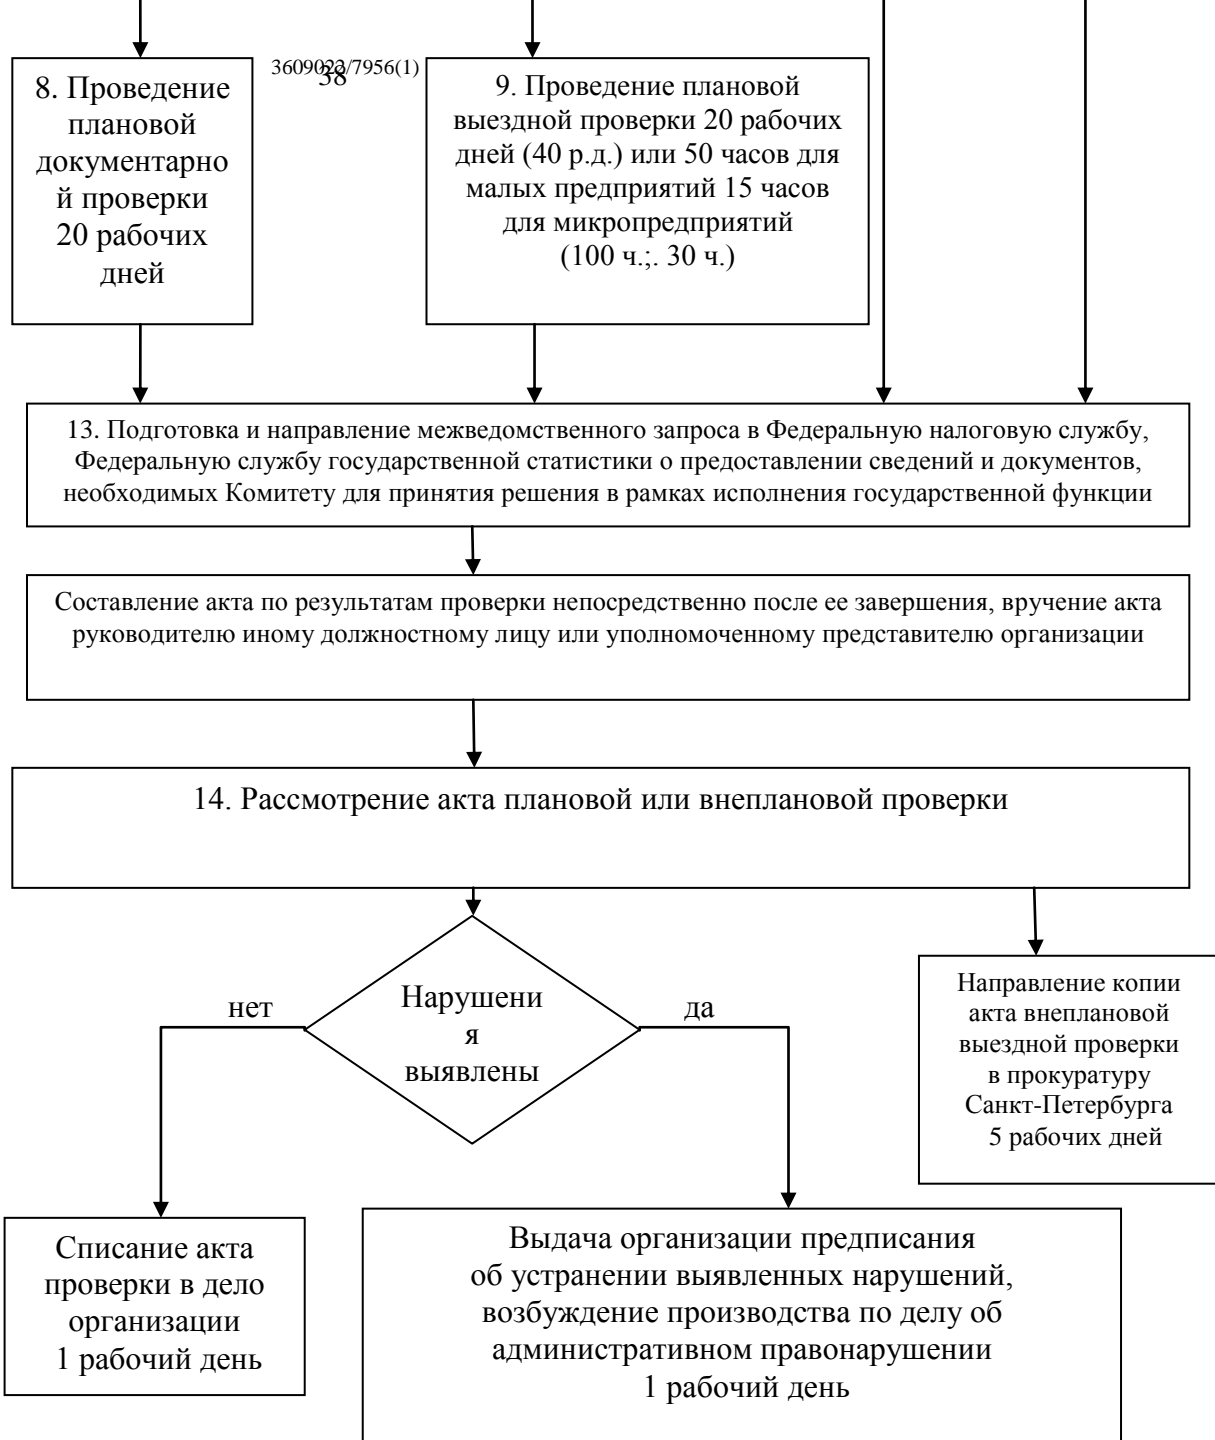 3609022/7956(1)
38
8. Проведение
плановой
документарно
й проверки
20 рабочих
дней
9. Проведение плановой
выездной проверки 20 рабочих
дней (40 р.д.) или 50 часов для
малых предприятий 15 часов
для микропредприятий
(100 ч.;. 30 ч.)
13. Подготовка и направление межведомственного запроса в Федеральную налоговую службу,
Федеральную службу государственной статистики о предоставлении сведений и документов,
необходимых Комитету для принятия решения в рамках исполнения государственной функции
Составление акта по результатам проверки непосредственно после ее завершения, вручение акта
руководителю иному должностному лицу или уполномоченному представителю организации
14. Рассмотрение акта плановой или внеплановой проверки
нет
Нарушени
я
выявлены
да
Направление копии
акта внеплановой
выездной проверки
в прокуратуру
Санкт-Петербурга
5 рабочих дней
Списание акта
проверки в дело
организации
1 рабочий день
Выдача организации предписания
об устранении выявленных нарушений,
возбуждение производства по делу об
административном правонарушении
1 рабочий день